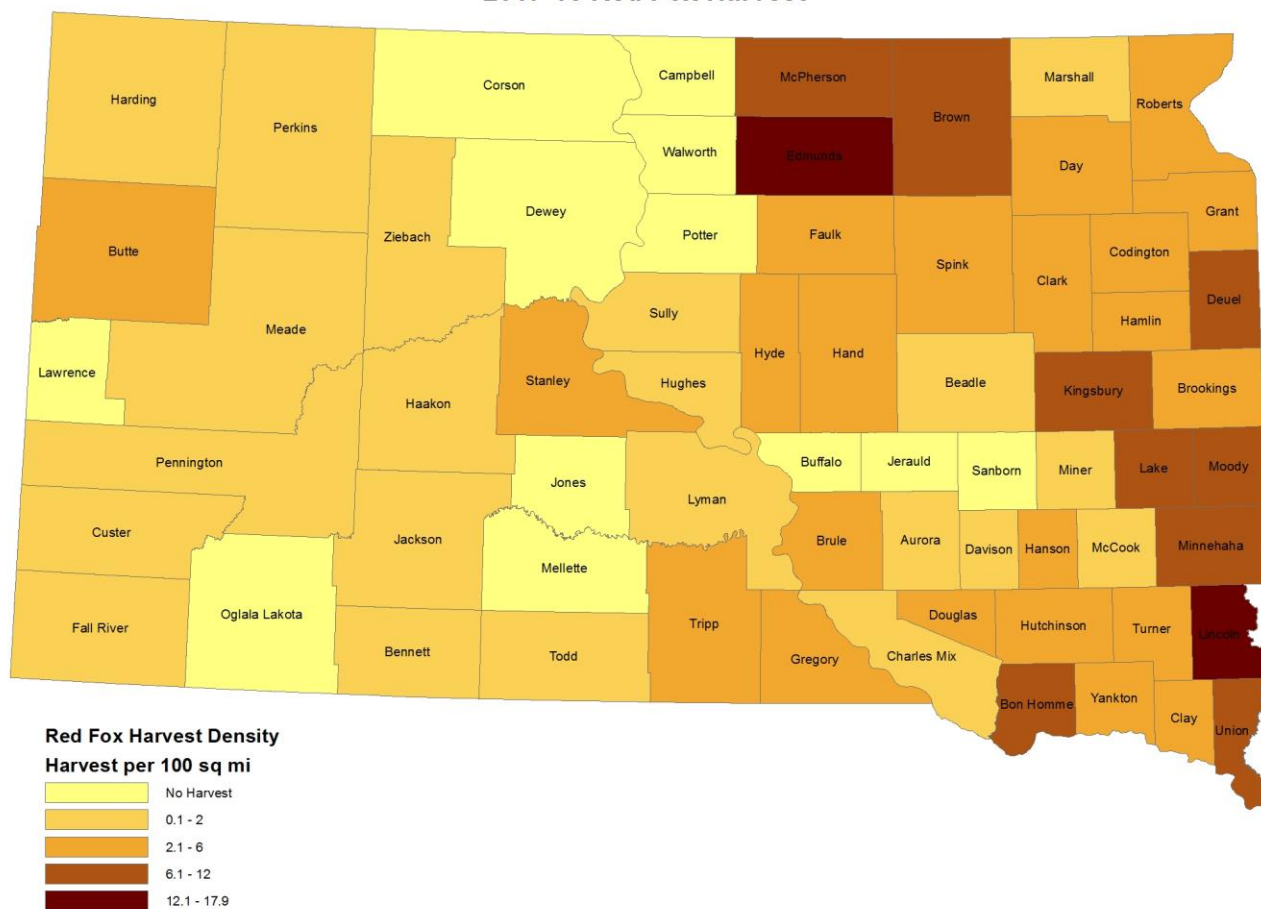 Campbell
McPherson
Marshall
Corson
Harding
Roberts
Perkins
Brown
Walworth
Edmunds
Day
Dewey
Grant
Ziebach
Potter
Faulk
Butte
Codington
Spink
Clark
Deuel
Sully
Hamlin
Meade
Hyde
Hand
Lawrence
Stanley
Hughes
Beadle
Kingsbury
Brookings
Haakon
Pennington
Buffalo
Jerauld
Sanborn
Miner
Lake
Moody
Jones
Lyman
Custer
Jackson
Brule
Aurora
Davison
Hanson
McCook
Minnehaha
Mellette
Oglala Lakota
Fall River
Tripp
Douglas
Hutchinson
Turner
Lincoln
Bennett
Todd
Gregory
Charles Mix
Bon Homme
Yankton
Clay
Union
Red Fox Harvest Density
Harvest per 100 sq mi
No Harvest
0.1 - 2
2.1 - 6
6.1 - 12
12.1 - 17.9